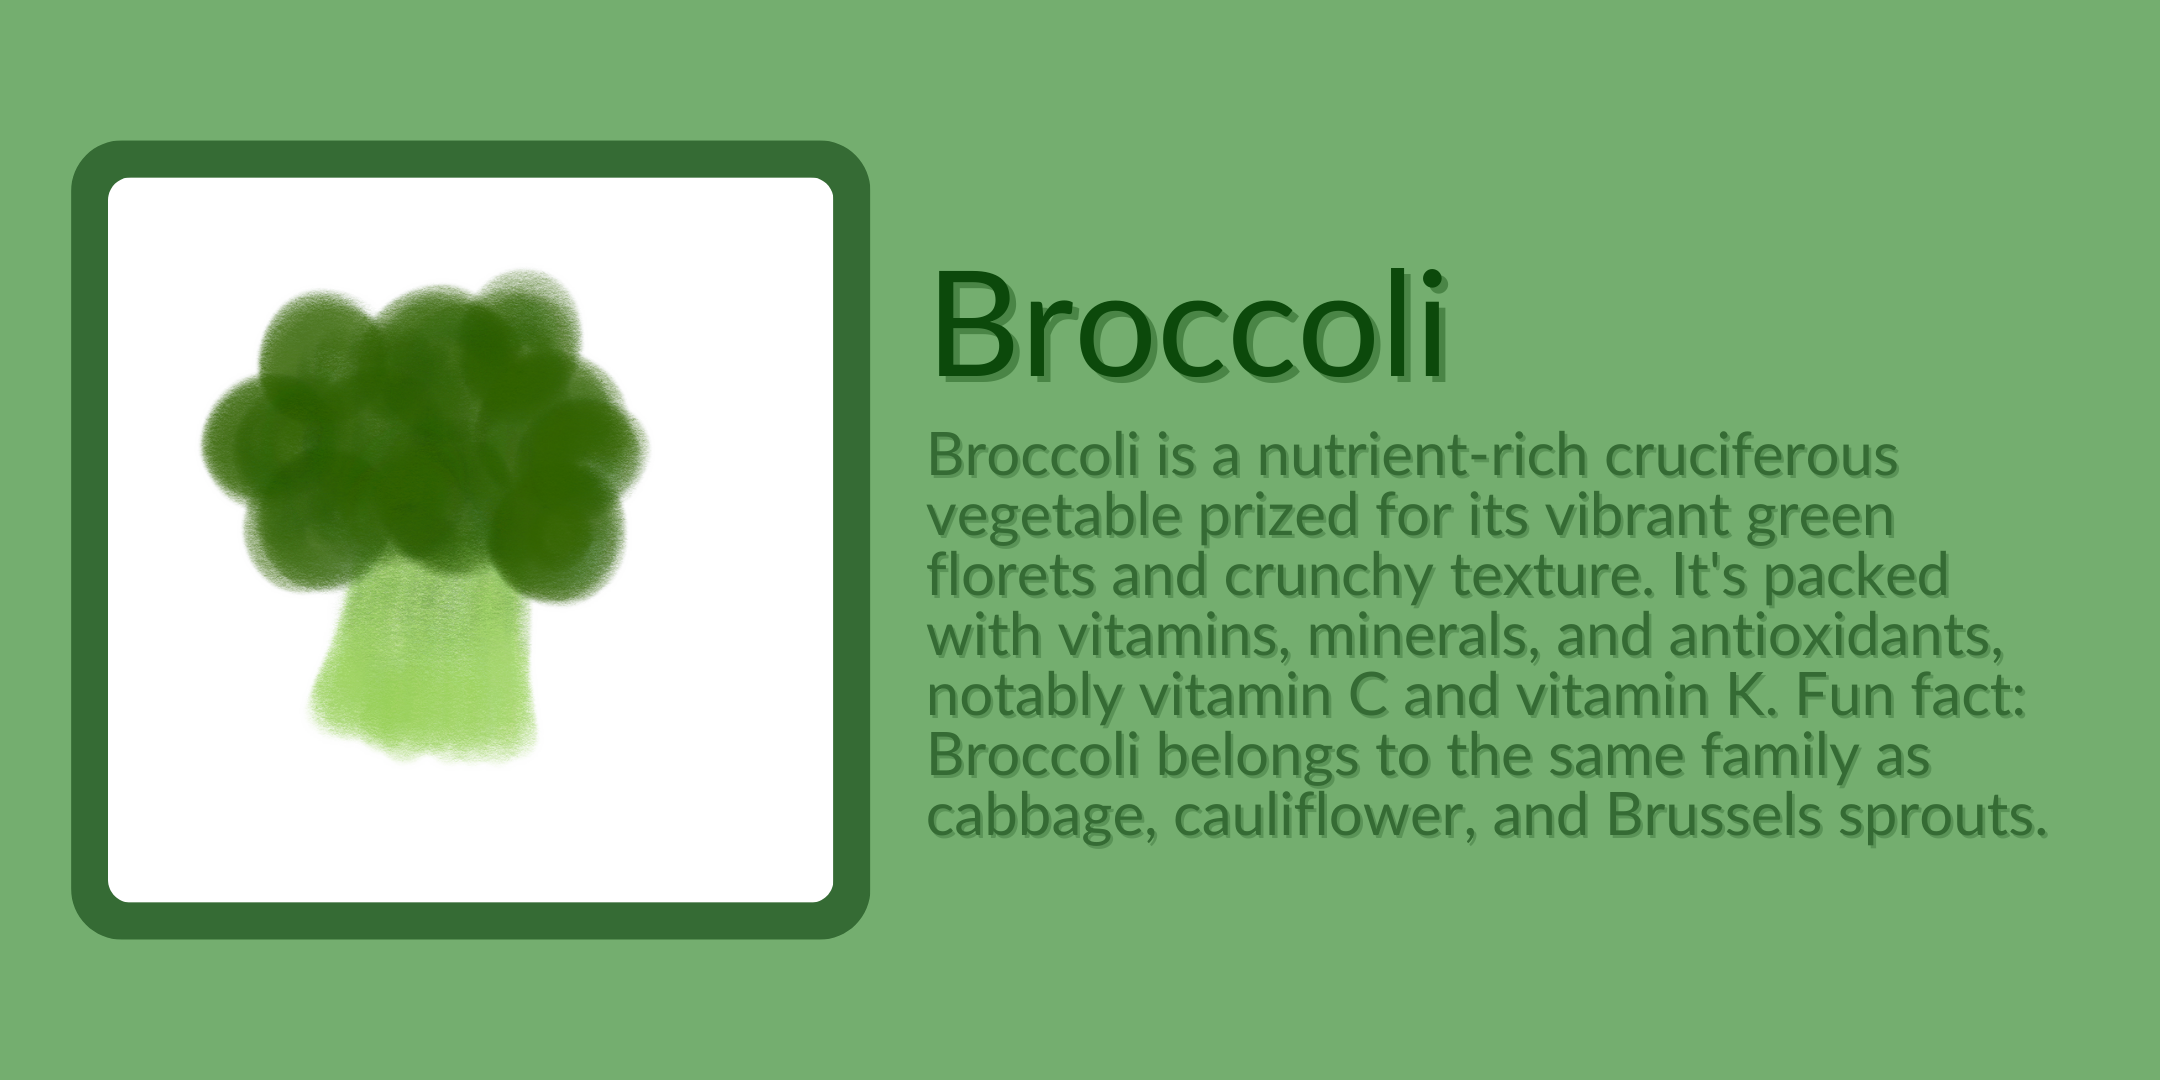 Broccoli
Broccoli is a nutrient-rich cruciferous
vegetable prized for its vibrant green
florets and crunchy texture. It's packed
with vitamins, minerals, and antioxidants,
notably vitamin C and vitamin K. Fun fact:
Broccoli belongs to the same family as
cabbage, cauliflower, and Brussels sprouts.